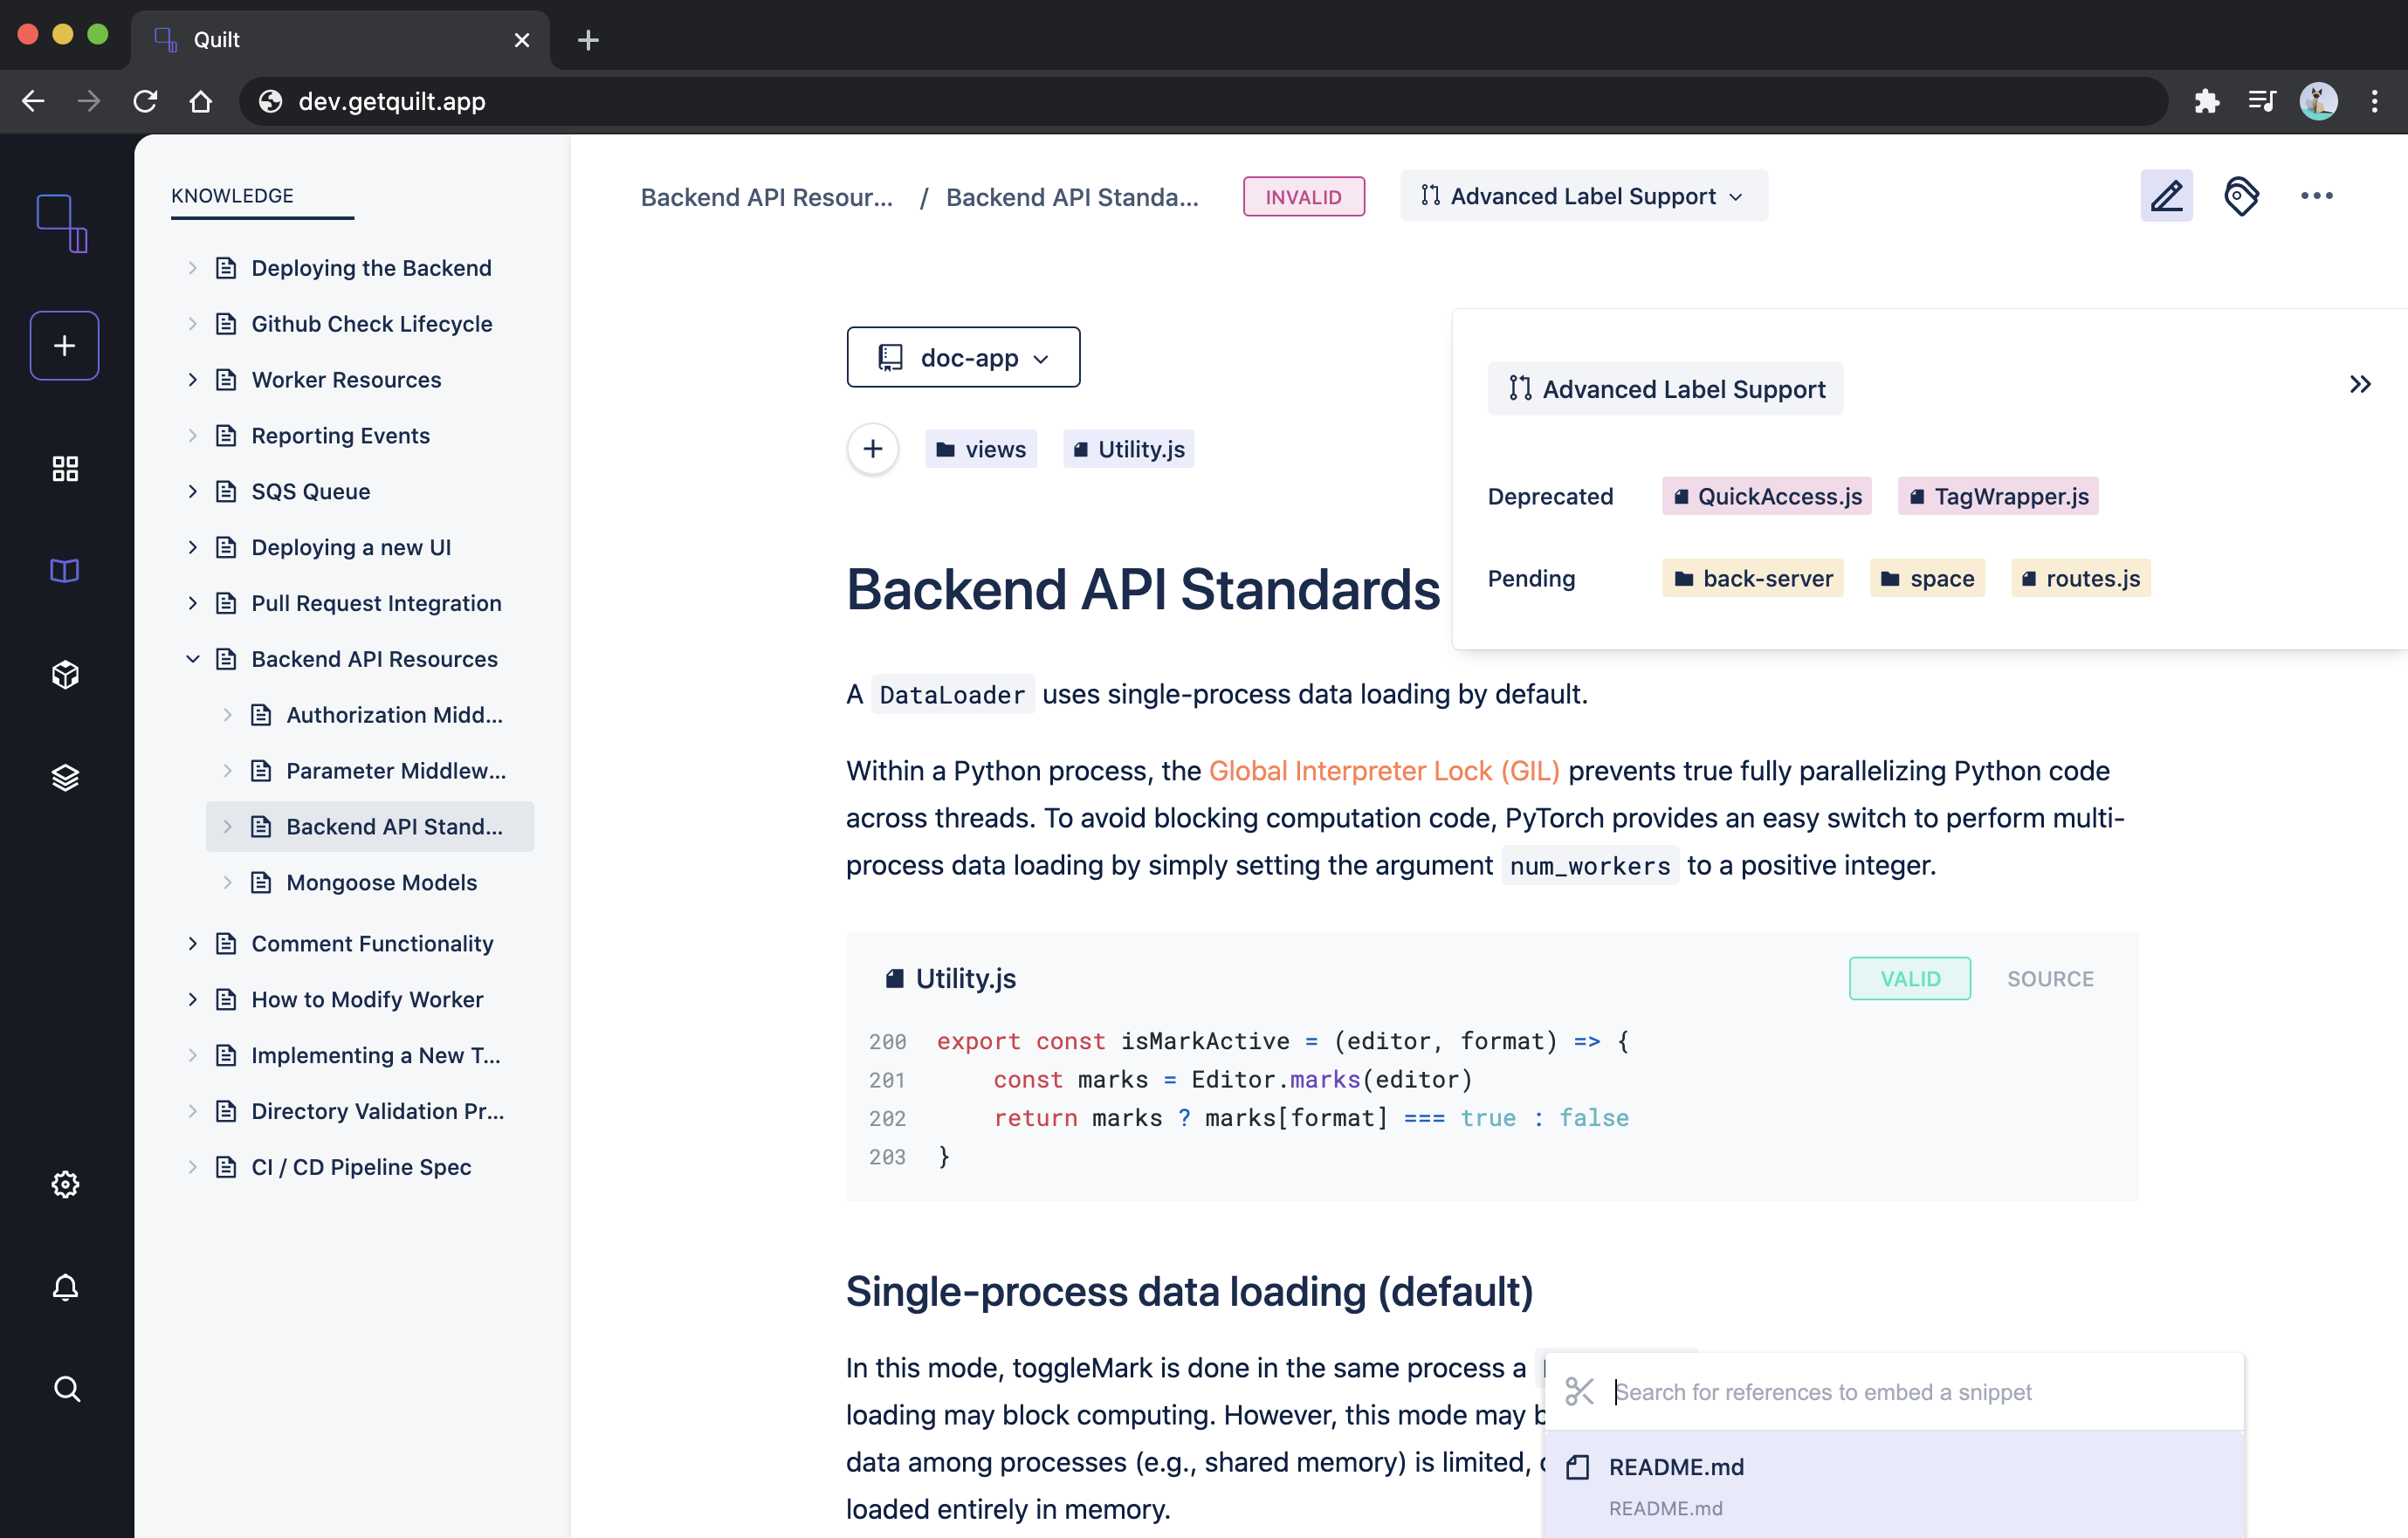 Quilt
dev.getquilt.app
KNOWLEDGE
Deploying the Backend
Github Check Lifecycle
Worker Resources
Reporting Events
SQS Queue
Deploying a new UI
Pull Request Integration
Backend API Resources
Authorization Midd...
Parameter Middlew...
Backend API Stand...
Mongoose Models
Comment Functionality
How to Modify Worker
Implementing a New T...
Directory Validation Pr...
CI / CD Pipeline Spec
Backend API Resour... / Backend API Standa... INVALID Advanced Label Support
doc-app
views Utility.js
Advanced Label Support
Deprecated QuickAccess.js TagWrapper.js
Pending back-server space routes.js
Backend API Standards
A DataLoader uses single-process data loading by default.
Within a Python process, the Global Interpreter Lock (GIL) prevents true fully parallelizing Python code
across threads. To avoid blocking computation code, PyTorch provides an easy switch to perform multi-
process data loading by simply setting the argument num_workers to a positive integer.
Utility.js VALID SOURCE
200 export const isMarkActive = (editor, format) => {
201 const marks = Editor.marks(editor)
202 return marks ? marks[format] === true : false
203 }
Single-process data loading (default)
In this mode, toggleMark is done in the same process a
loading may block computing. However, this mode may
data among processes (e.g., shared memory) is limited,
loaded entirely in memory.
Search for references to embed a snippet
README.md
README.md